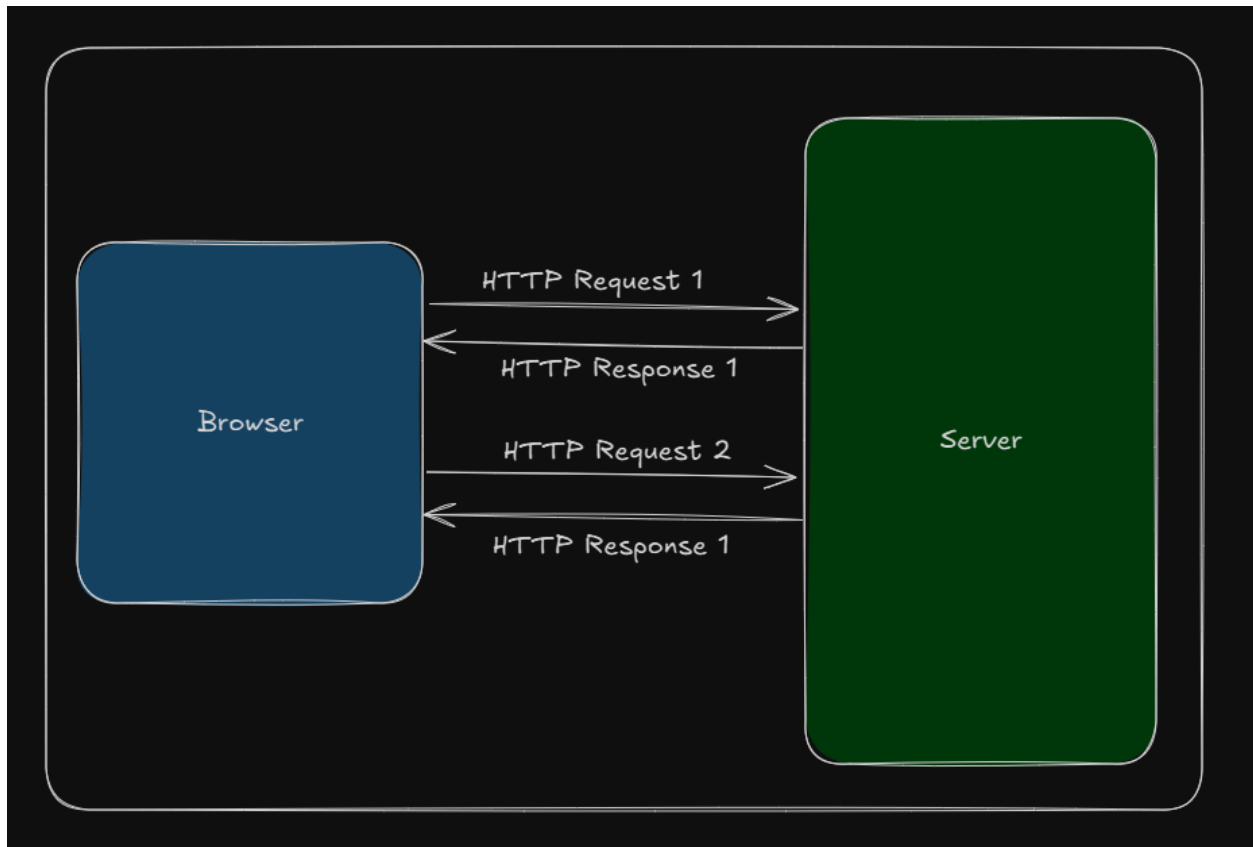 HTTP Request 1
HTTP Response 1
Browser
Server
HTTP Request 2
HTTP Response 1